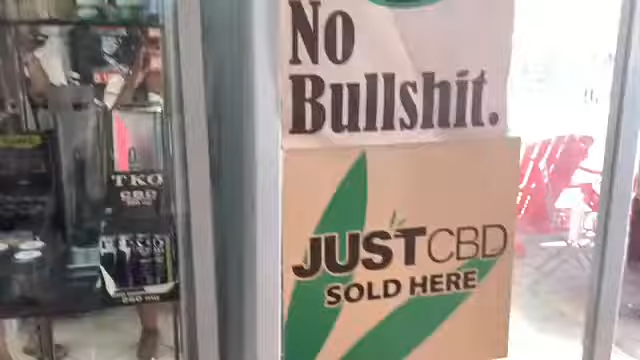 No
Bullshit.
JUSTCBD
SOLD HERE
TKO
CBD